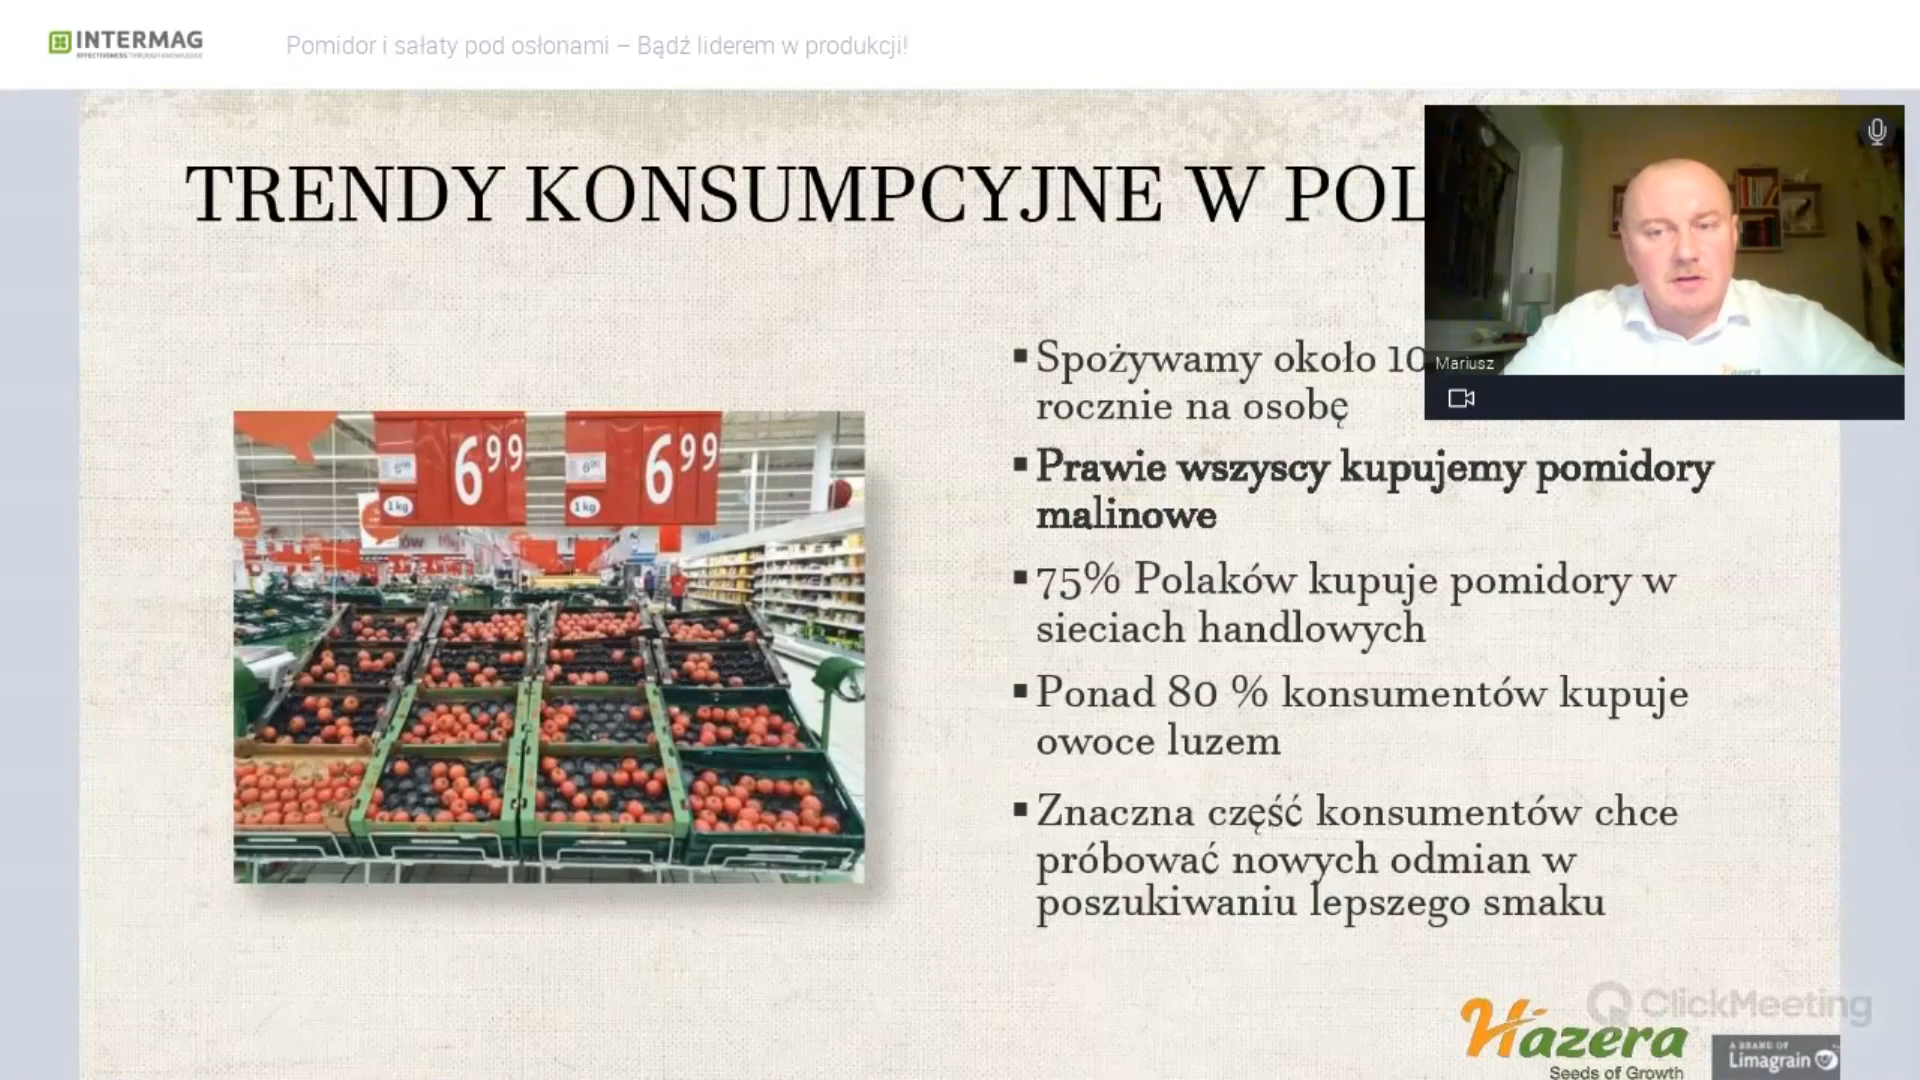 INTERMAG
EFFECTIVENESS THROUGH KNOWLEDGE
Pomidor i sałaty pod osłonami – Bądź liderem w produkcji!
TRENDY KONSUMPCYJNE W POL
6 99
6 99
1 kg
1 kg
Mariusz
▪ Spożywamy około 10
rocznie na osobę
▪ Prawie wszyscy kupujemy pomidory
malinowe
▪ 75% Polaków kupuje pomidory w
sieciach handlowych
▪ Ponad 80 % konsumentów kupuje
owoce luzem
▪ Znaczna część konsumentów chce
próbować nowych odmian w
poszukiwaniu lepszego smaku
ClickMeeting
Hazera
Seeds of Growth
A BRAND OF
Limagrain